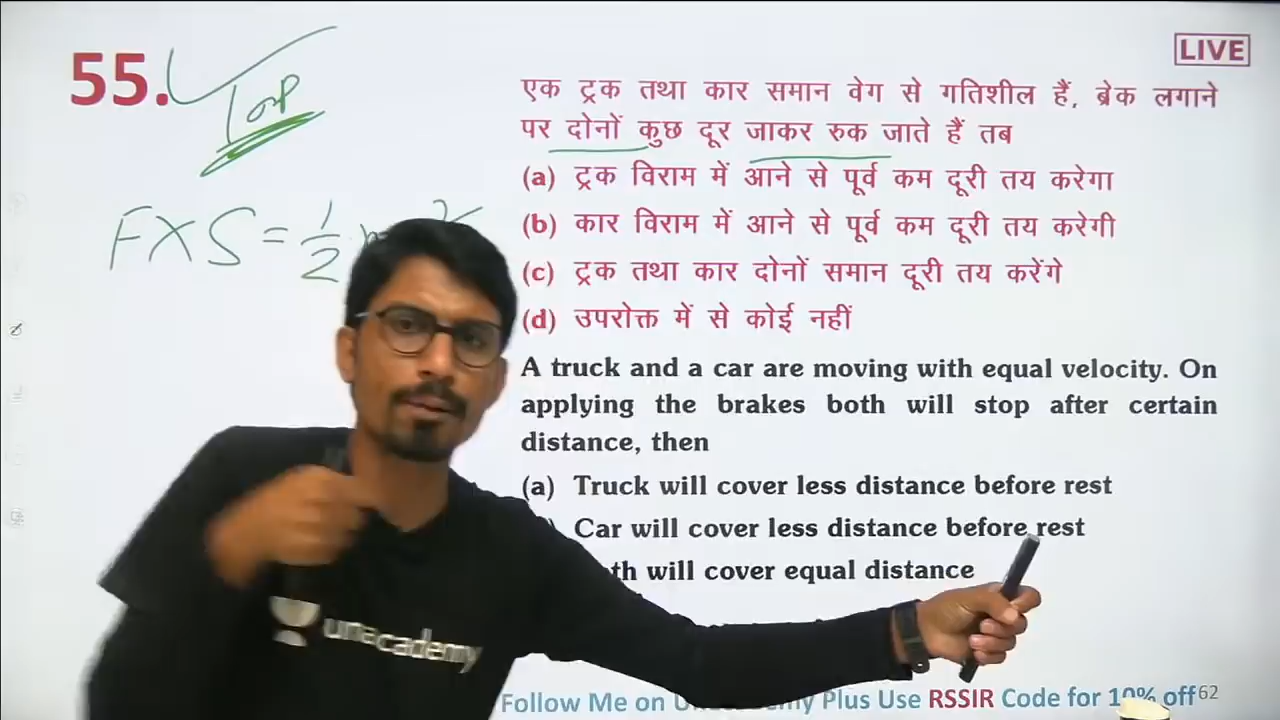 LIVE
55.
Top
एक ट्रक तथा कार समान वेग से गतिशील हैं, ब्रेक लगाने
पर दोनों कुछ दूर जाकर रुक जाते हैं तब
(a) ट्रक विराम में आने से पूर्व कम दूरी तय करेगा
(b) कार विराम में आने से पूर्व कम दूरी तय करेगी
(c) ट्रक तथा कार दोनों समान दूरी तय करेंगे
(d) उपरोक्त में से कोई नहीं
FXS = 1/2
A truck and a car are moving with equal velocity. On
applying the brakes both will stop after certain
distance, then
(a) Truck will cover less distance before rest
Car will cover less distance before rest
will cover equal distance
unacademy
Follow Me on Plus Use RSSIR Code for 10% off
62